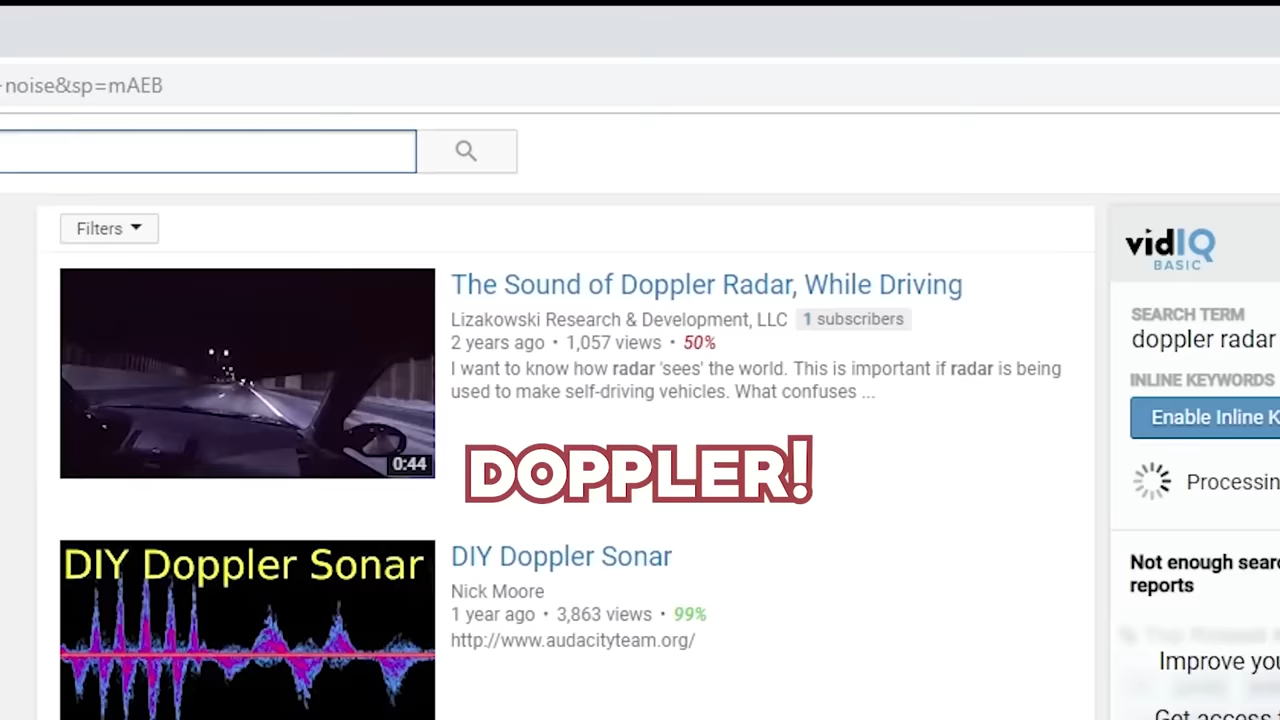 -noise&sp=mAEB
Filters
The Sound of Doppler Radar, While Driving
Lizakowski Research & Development, LLC 1 subscribers
2 years ago • 1,057 views • 50%
I want to know how radar 'sees' the world. This is important if radar is being
used to make self-driving vehicles. What confuses ...
0:44
DOPPLER!
DIY Doppler Sonar
DIY Doppler Sonar
Nick Moore
1 year ago • 3,863 views • 99%
http://www.audacityteam.org/
vidIQ
BASIC
SEARCH TERM
doppler radar
INLINE KEYWORDS
Enable Inline K
Processin
Not enough sear
reports
Improve you
Get access